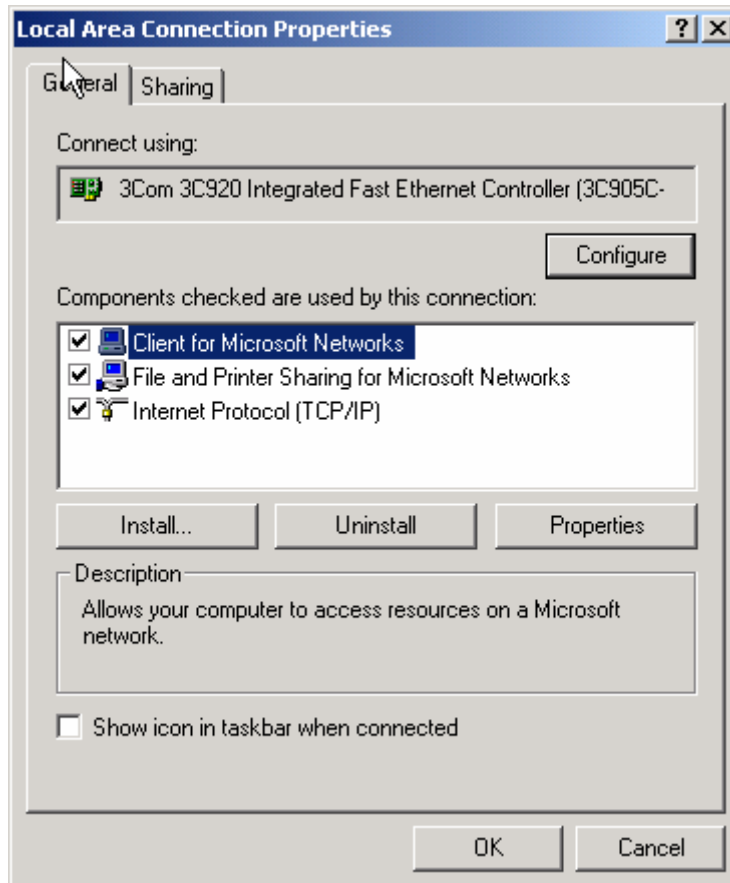 Local Area Connection Properties
General Sharing
Connect using:
3Com 3C920 Integrated Fast Ethernet Controller (3C905C-
Configure
Components checked are used by this connection:
Client for Microsoft Networks
File and Printer Sharing for Microsoft Networks
Internet Protocol (TCP/IP)
Install... Uninstall Properties
Description
Allows your computer to access resources on a Microsoft
network.
Show icon in taskbar when connected
OK Cancel